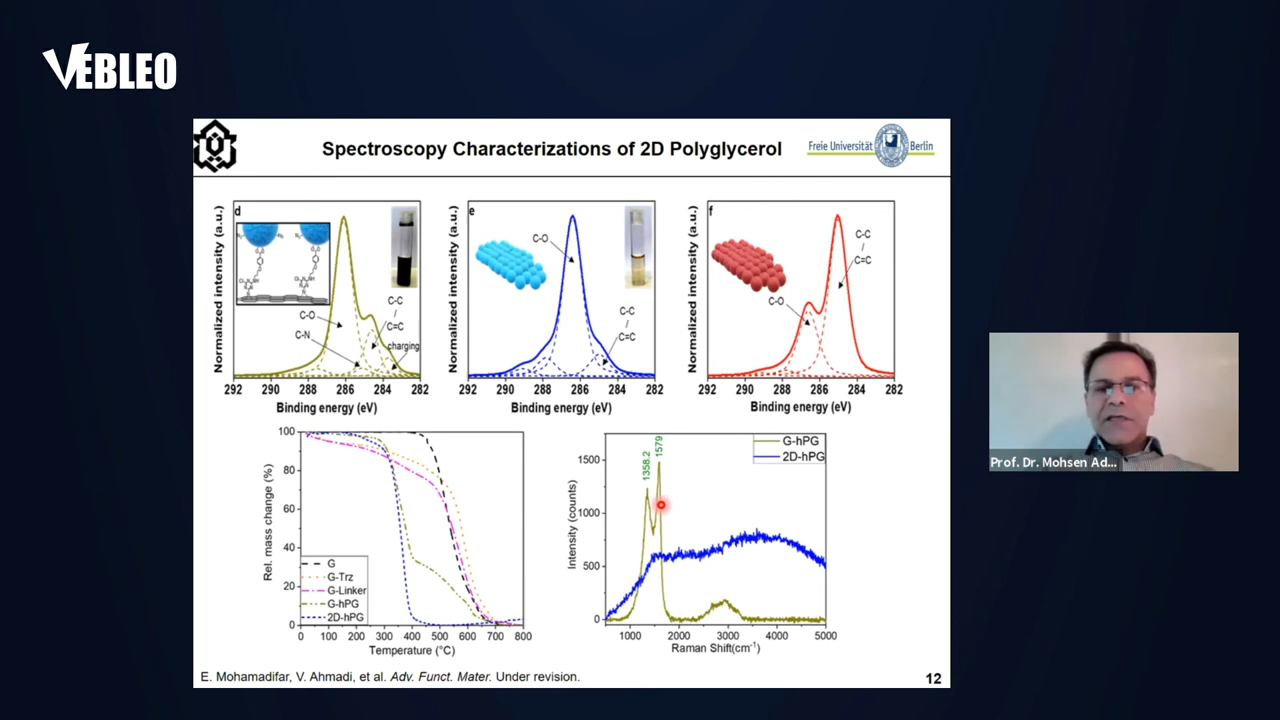 VEBLEO
Spectroscopy Characterizations of 2D Polyglycerol
Freie Universität Berlin
d
Normalized intensity (a.u.)
C-O
C-N
C-C
/
C=C
charging
292 290 288 286 284 282
Binding energy (eV)
e
Normalized intensity (a.u.)
C-O
C-C
/
C=C
292 290 288 286 284 282
Binding energy (eV)
f
Normalized intensity (a.u.)
C-C
/
C=C
C-O
292 290 288 286 284 282
Binding energy (eV)
Rel. mass change (%)
100
80
60
40
20
0
G
G-Trz
G-Linker
G-hPG
2D-hPG
0 100 200 300 400 500 600 700 800
Temperature (°C)
Intensity (counts)
1500
1000
500
0
1358.2
1579
G-hPG
2D-hPG
1000 2000 3000 4000 5000
Raman Shift(cm⁻¹)
E. Mohamadifar, V. Ahmadi, et al. Adv. Funct. Mater. Under revision.
12
Prof. Dr. Mohsen Ad...